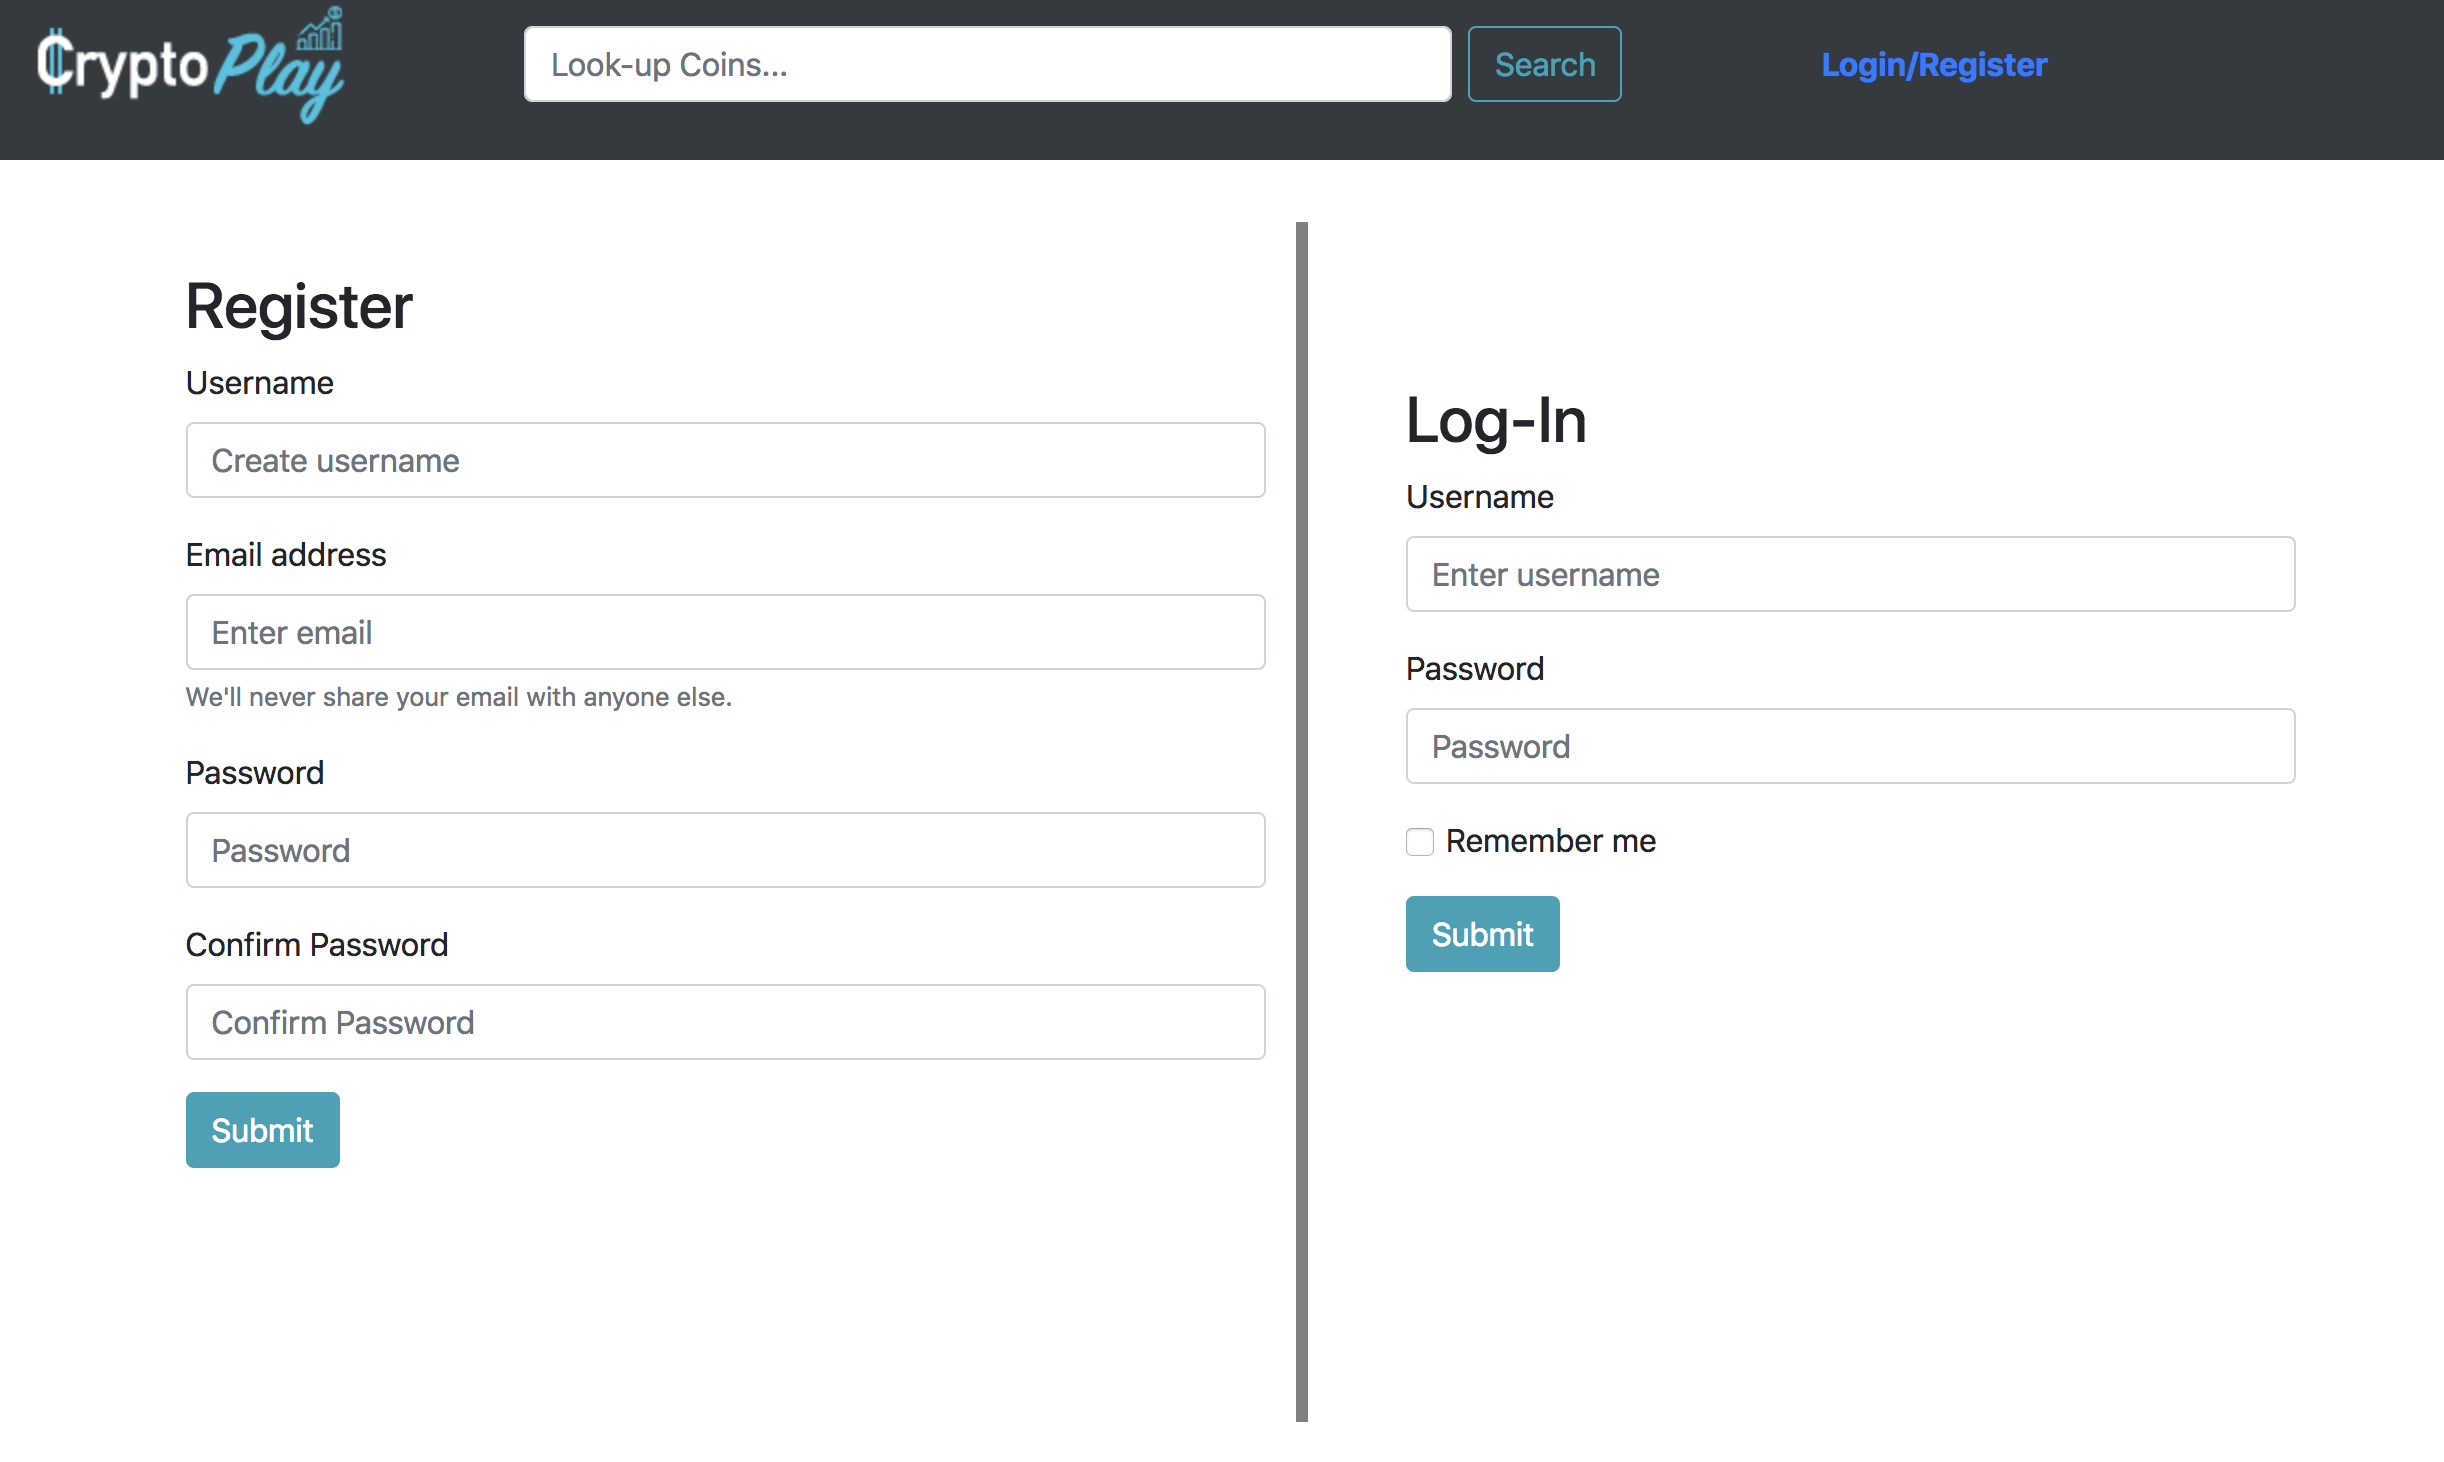 Crypto Play
Look-up Coins...
Search
Login/Register
Register
Username
Create username
Email address
Enter email
We'll never share your email with anyone else.
Password
Password
Confirm Password
Confirm Password
Submit
Log-In
Username
Enter username
Password
Password
Remember me
Submit